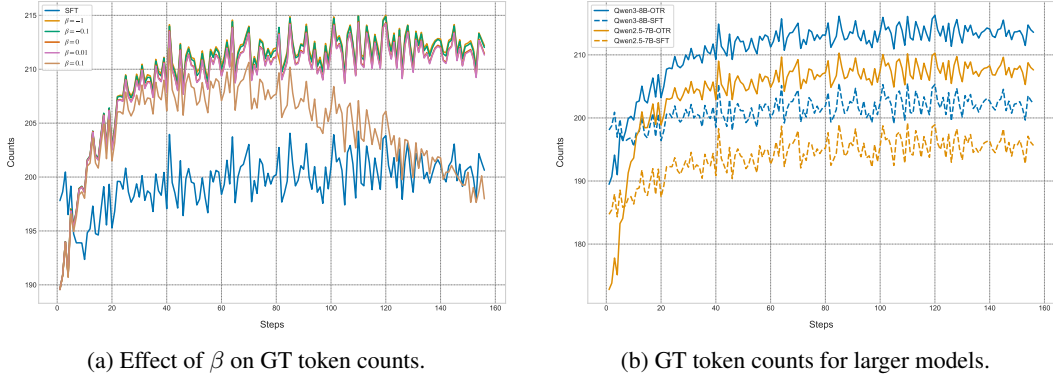 SFT
β = −1
β = −0.1
β = 0
β = 0.01
β = 0.1
215
210
205
200
195
190
Counts
0 20 40 60 80 100 120 140 160
Steps
(a) Effect of β on GT token counts.
Qwen3-8B-OTR
Qwen3-8B-SFT
Qwen2.5-7B-OTR
Qwen2.5-7B-SFT
210
200
190
180
Counts
0 20 40 60 80 100 120 140 160
Steps
(b) GT token counts for larger models.